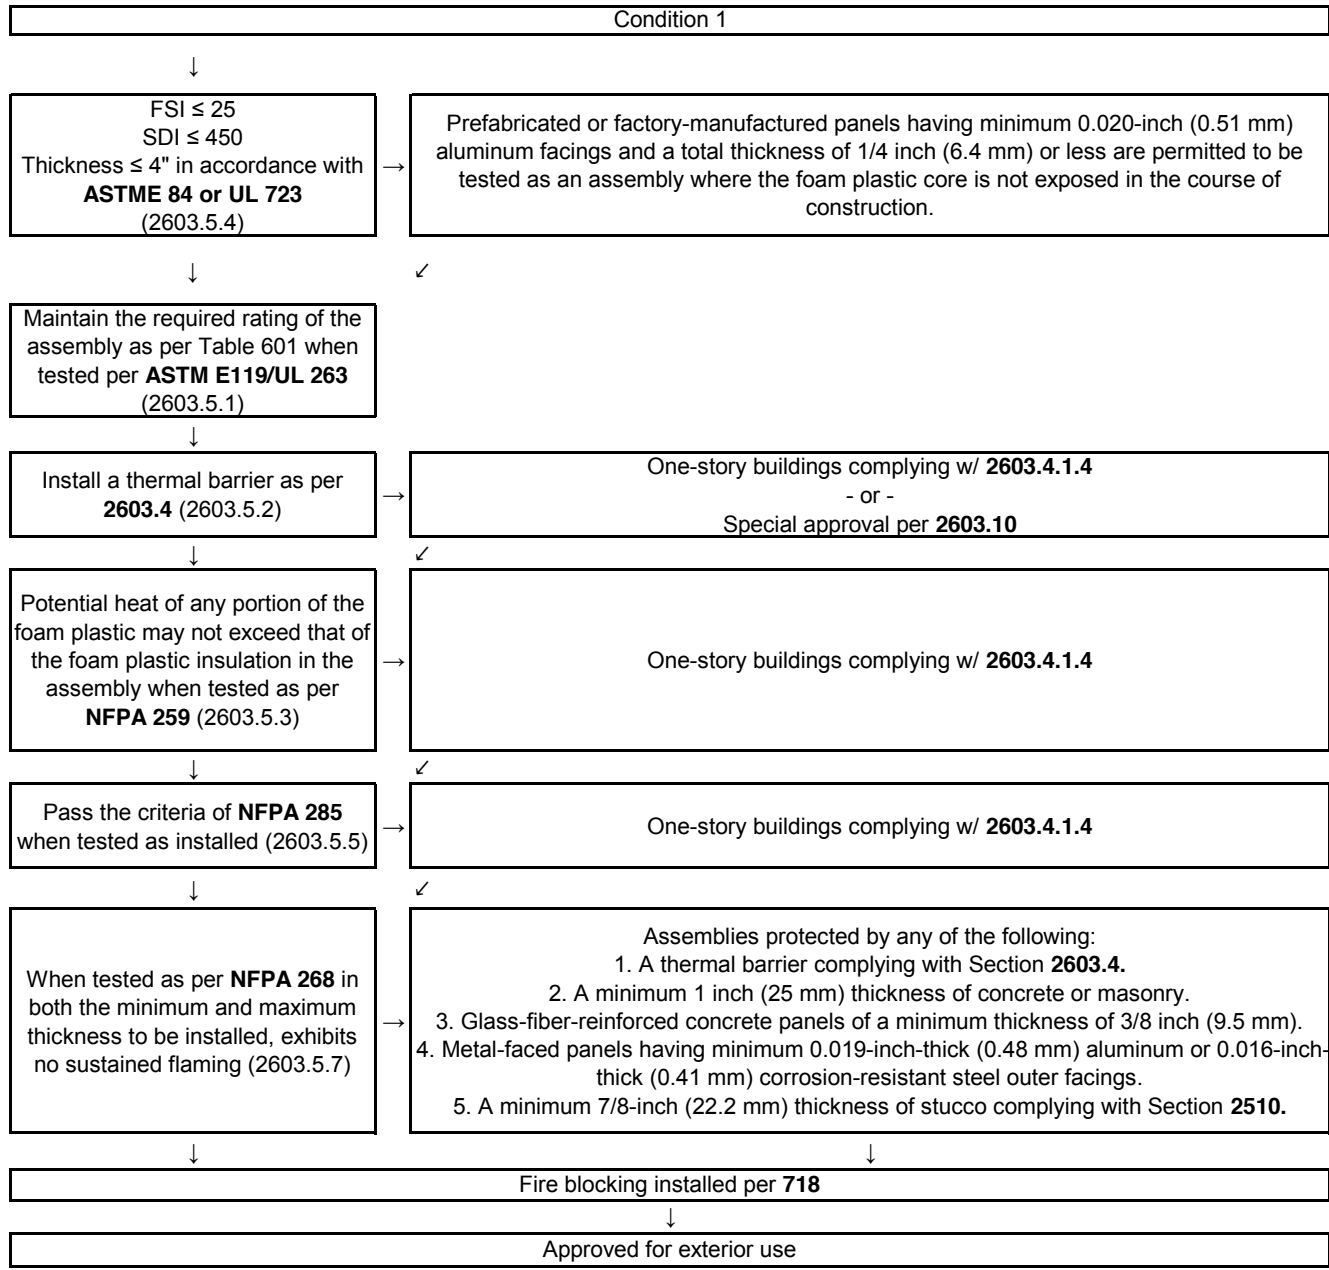 Condition 1
↓
FSI ≤ 25
SDI ≤ 450
Thickness ≤ 4" in accordance with
ASTME 84 or UL 723
(2603.5.4)
→
Prefabricated or factory-manufactured panels having minimum 0.020-inch (0.51 mm)
aluminum facings and a total thickness of 1/4 inch (6.4 mm) or less are permitted to be
tested as an assembly where the foam plastic core is not exposed in the course of
construction.
↓ ↙
Maintain the required rating of the
assembly as per Table 601 when
tested per ASTM E119/UL 263
(2603.5.1)
↓
Install a thermal barrier as per
2603.4 (2603.5.2)
→
One-story buildings complying w/ 2603.4.1.4
- or -
Special approval per 2603.10
↓ ↙
Potential heat of any portion of the
foam plastic may not exceed that of
the foam plastic insulation in the
assembly when tested as per
NFPA 259 (2603.5.3)
→
One-story buildings complying w/ 2603.4.1.4
↓ ↙
Pass the criteria of NFPA 285
when tested as installed (2603.5.5)
→
One-story buildings complying w/ 2603.4.1.4
↓ ↙
When tested as per NFPA 268 in
both the minimum and maximum
thickness to be installed, exhibits
no sustained flaming (2603.5.7)
→
Assemblies protected by any of the following:
1. A thermal barrier complying with Section 2603.4.
2. A minimum 1 inch (25 mm) thickness of concrete or masonry.
3. Glass-fiber-reinforced concrete panels of a minimum thickness of 3/8 inch (9.5 mm).
4. Metal-faced panels having minimum 0.019-inch-thick (0.48 mm) aluminum or 0.016-inch-
thick (0.41 mm) corrosion-resistant steel outer facings.
5. A minimum 7/8-inch (22.2 mm) thickness of stucco complying with Section 2510.
↓ ↓
Fire blocking installed per 718
↓
Approved for exterior use